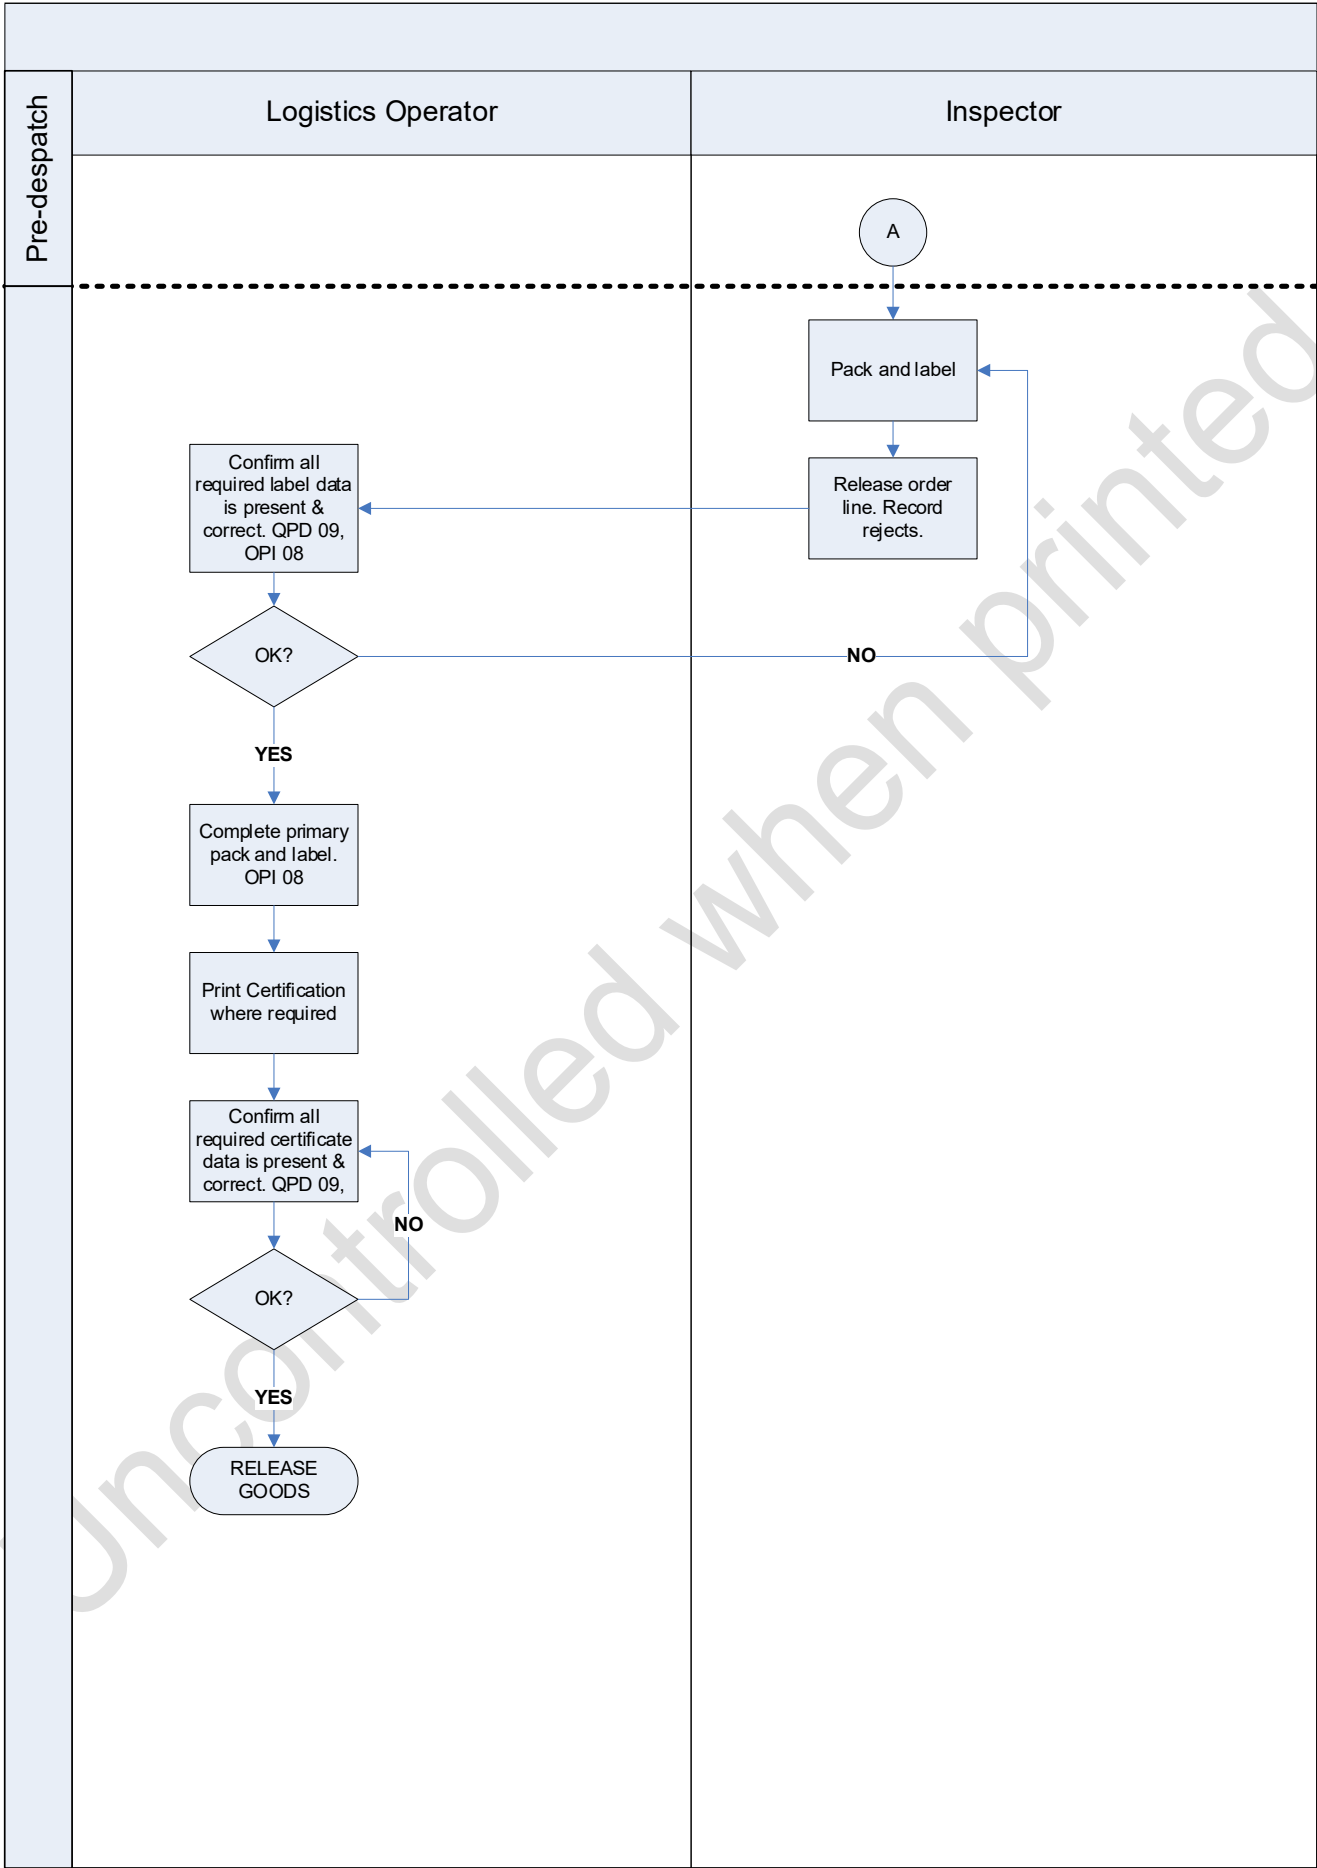 Pre-despatch
Logistics Operator
Inspector
A
Pack and label
Release order
line. Record
rejects.
Confirm all
required label data
is present &
correct. QPD 09,
OPI 08
OK?
NO
YES
Complete primary
pack and label.
OPI 08
Print Certification
where required
Confirm all
required certificate
data is present &
correct. QPD 09,
NO
OK?
YES
RELEASE
GOODS
Uncontrolled when printed